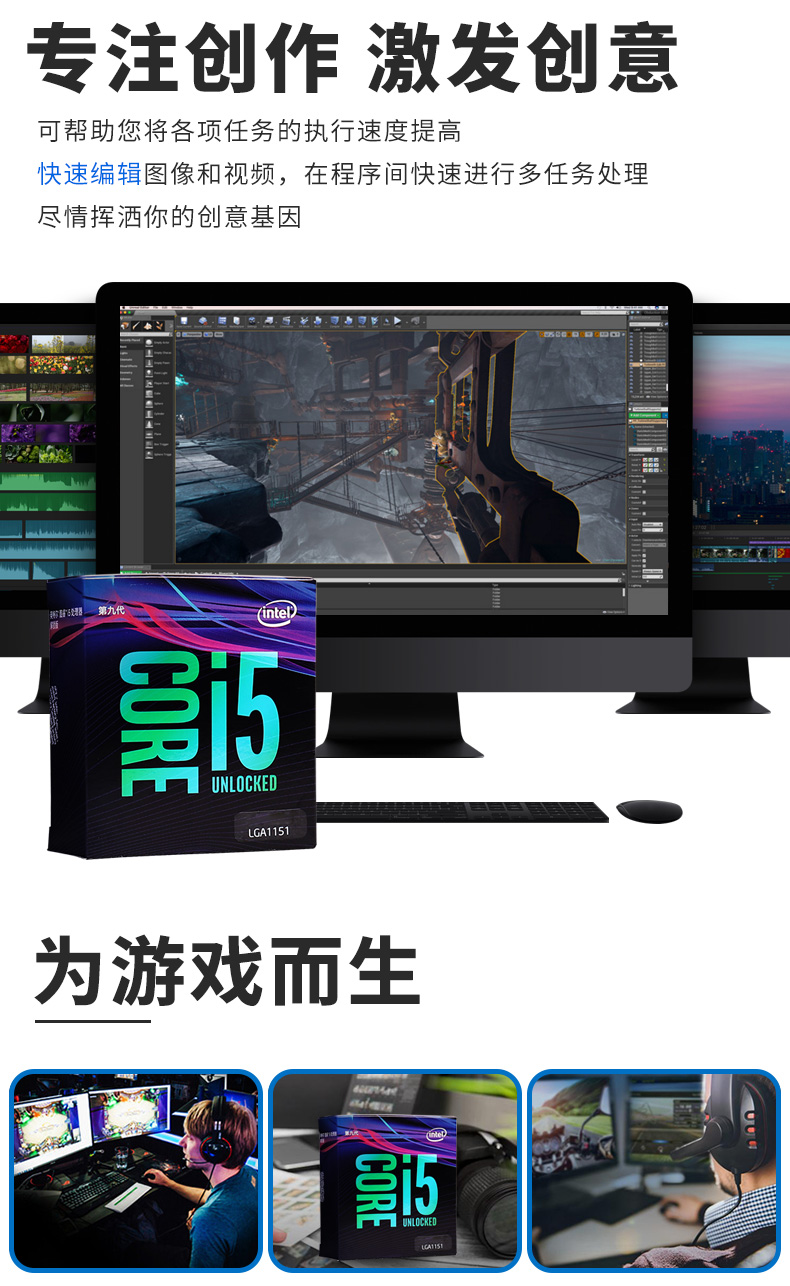 专注创作 激发创意
可帮助您将各项任务的执行速度提高
快速编辑图像和视频，在程序间快速进行多任务处理
尽情挥洒你的创意基因
第九代
intel
CORE i5
UNLOCKED
LGA1151
为游戏而生
第九代
intel
CORE i5
UNLOCKED
LGA1151